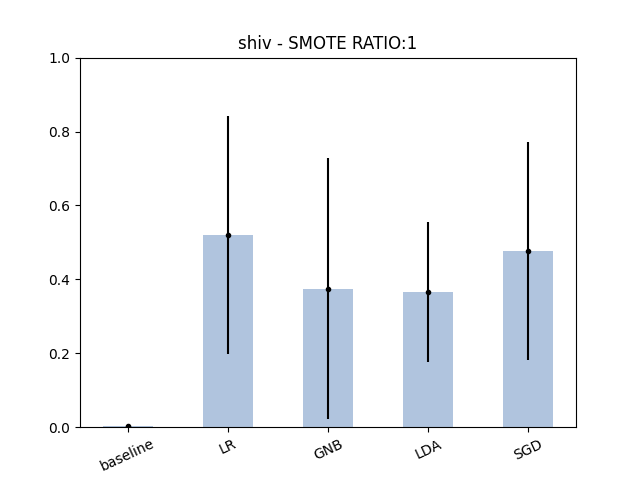 shiv - SMOTE RATIO:1
1.0
0.8
0.6
0.4
0.2
0.0
baseline
LR
GNB
LDA
SGD